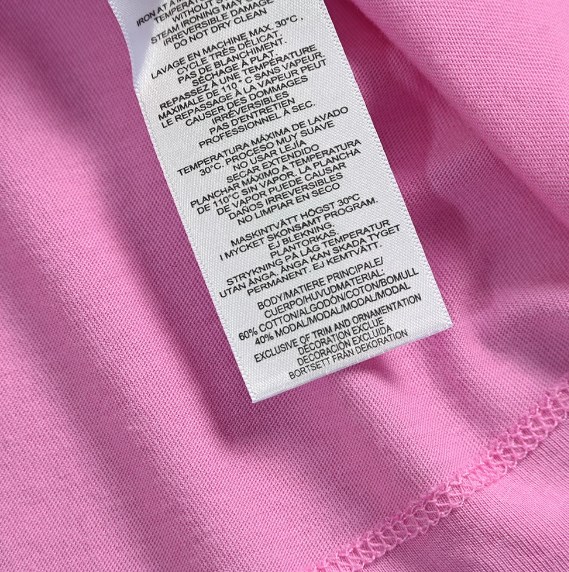 IRON AT A
TEMPERAT
WITHOUT S
STEAM IRONING MAY
IRREVERSIBLE DAMAGE
DO NOT DRY CLEAN
LAVAGE EN MACHINE MAX. 30°C,
CYCLE TRÈS DÉLICAT.
PAS DE BLANCHIMENT.
SÉCHAGE À PLAT.
REPASSEZ À UNE TEMPÉRATURE
MAXIMALE DE 110°C SANS VAPEUR.
LE REPASSAGE À LA VAPEUR PEUT
CAUSER DES DOMMAGES
IRRÉVERSIBLES
PAS D'ENTRETIEN
PROFESSIONNEL À SEC.
TEMPERATURA MÁXIMA DE LAVADO
30°C. PROCESO MUY SUAVE
NO USAR LEJÍA
SECAR EXTENDIDO
PLANCHAR MÁXIMO A TEMPERATURA
DE 110°C SIN VAPOR. LA PLANCHA
DE VAPOR PUEDE CAUSAR
DAÑOS IRREVERSIBLES
NO LIMPIAR EN SECO
MASKINTVÄTT HÖGST 30°C
I MYCKET SKONSAMT PROGRAM.
EJ BLEKNING.
PLANTORKAS.
STRYKNING PÅ LÅG TEMPERATUR
UTAN ÅNGA, ÅNGA KAN SKADA TYGET
PERMANENT. EJ KEMTVÄTT.
BODY/MATIERE PRINCIPALE/
CUERPO/HUVUDMATERIAL:
60% COTTON/ALGODÓN/COTON/BOMULL
40% MODAL/MODAL/MODAL/MODAL
EXCLUSIVE OF TRIM AND ORNAMENTATION
DÉCORATION EXCLUE
DECORACIÓN EXCLUIDA
BORTSETT FRÅN DEKORATION